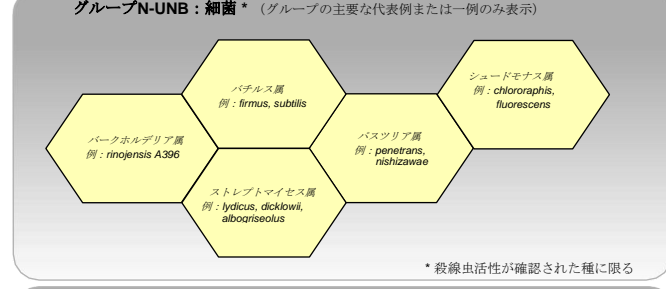 グループN-UNB：細菌 * （グループの主要な代表例または一例のみ表示）
バチルス属
例：firmus, subtilis
シュードモナス属
例：chlororaphis,
fluorescens
バークホルデリア属
例：rinojensis A396
パスツリア属
例：penetrans,
nishizawae
ストレプトマイセス属
例：lydicus, dicklowii,
albogriseolus
* 殺線虫活性が確認された種に限る